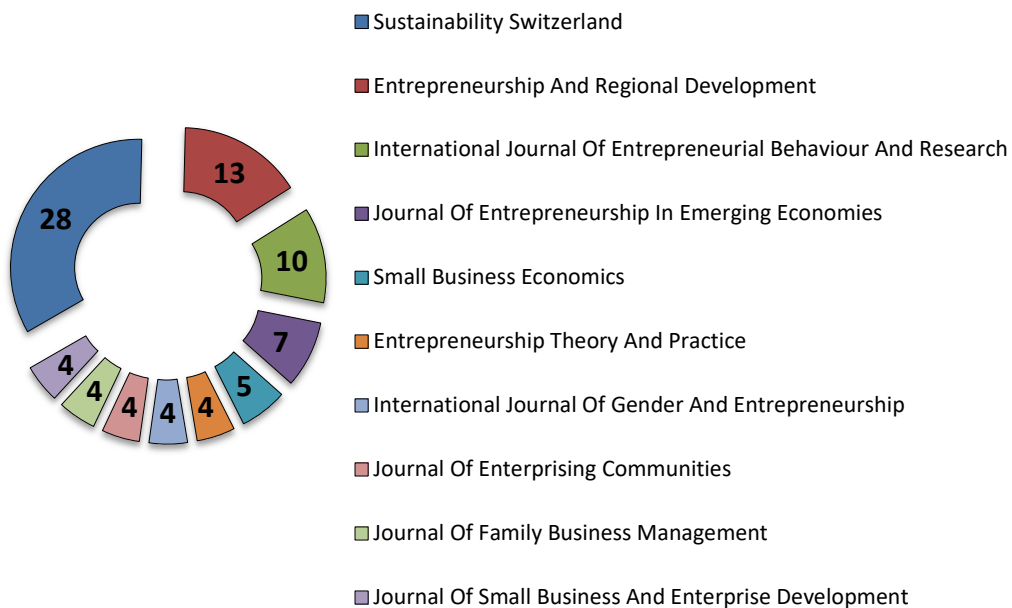 Sustainability Switzerland
Entrepreneurship And Regional Development
International Journal Of Entrepreneurial Behaviour And Research
Journal Of Entrepreneurship In Emerging Economies
Small Business Economics
Entrepreneurship Theory And Practice
International Journal Of Gender And Entrepreneurship
Journal Of Enterprising Communities
Journal Of Family Business Management
Journal Of Small Business And Enterprise Development
28
13
10
7
5
4
4
4
4
4